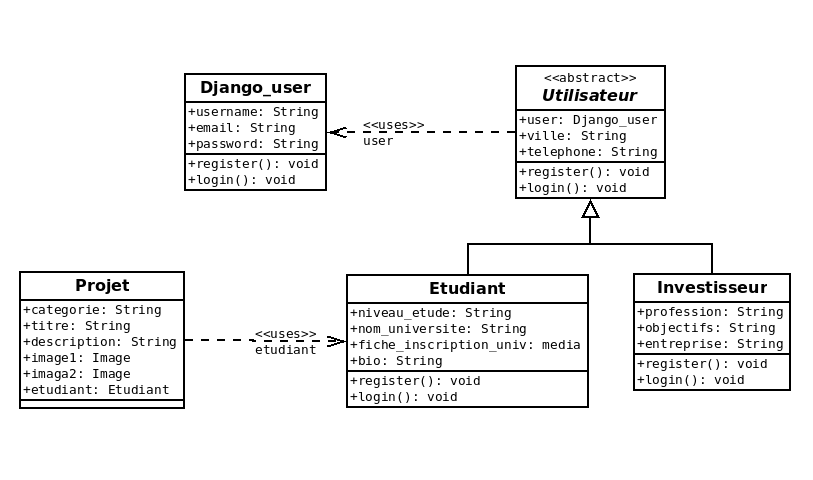 Django_user
+username: String
+email: String
+password: String
+register(): void
+login(): void
<<uses>>
user
<<abstract>>
Utilisateur
+user: Django_user
+ville: String
+telephone: String
+register(): void
+login(): void
Projet
+categorie: String
+titre: String
+description: String
+image1: Image
+imaga2: Image
+etudiant: Etudiant
<<uses>>
etudiant
Etudiant
+niveau_etude: String
+nom_universite: String
+fiche_inscription_univ: media
+bio: String
+register(): void
+login(): void
Investisseur
+profession: String
+objectifs: String
+entreprise: String
+register(): void
+login(): void